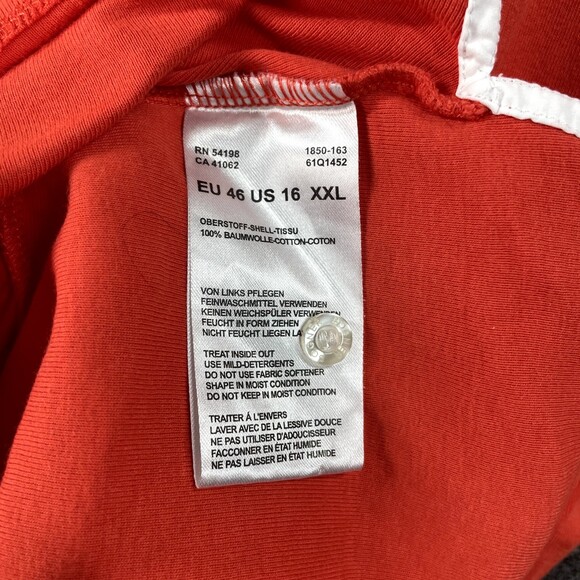 RN 54198 1850-163
CA 41062 61Q1452
EU 46 US 16 XXL
OBERSTOFF-SHELL-TISSU
100% BAUMWOLLE-COTTON-COTON
VON LINKS PFLEGEN
FEINWASCHMITTEL VERWENDEN
KEINEN WEICHSPÜLER VERWENDEN
FEUCHT IN FORM ZIEHEN
NICHT FEUCHT LIEGEN
TREAT INSIDE OUT
USE MILD-DETERGENTS
DO NOT USE FABRIC SOFTENER
SHAPE IN MOIST CONDITION
DO NOT KEEP IN MOIST CONDITION
TRAITER À L'ENVERS
LAVER AVEC DE LA LESSIVE DOUCE
NE PAS UTILISER D'ADOUCISSEUR
FACCONNER EN ÉTAT HUMIDE
NE PAS LAISSER EN ÉTAT HUMIDE